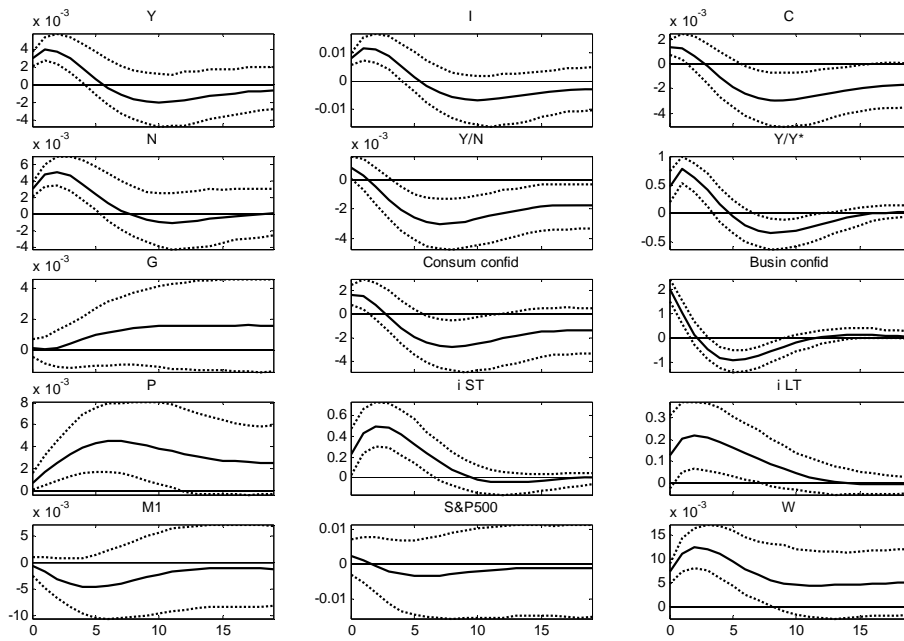 Y
x 10^-3
4
2
0
-2
-4
I
0.01
0
-0.01
C
x 10^-3
2
0
-2
-4
N
x 10^-3
6
4
2
0
-2
-4
Y/N
x 10^-3
0
-2
-4
Y/Y*
1
0.5
0
-0.5
G
x 10^-3
4
2
0
Consum confid
2
0
-2
-4
Busin confid
2
1
0
-1
P
x 10^-3
8
6
4
2
0
i ST
0.6
0.4
0.2
0
i LT
0.3
0.2
0.1
0
M1
x 10^-3
5
0
-5
-10
0 5 10 15
S&P500
0.01
0
-0.01
0 5 10 15
W
x 10^-3
15
10
5
0
0 5 10 15